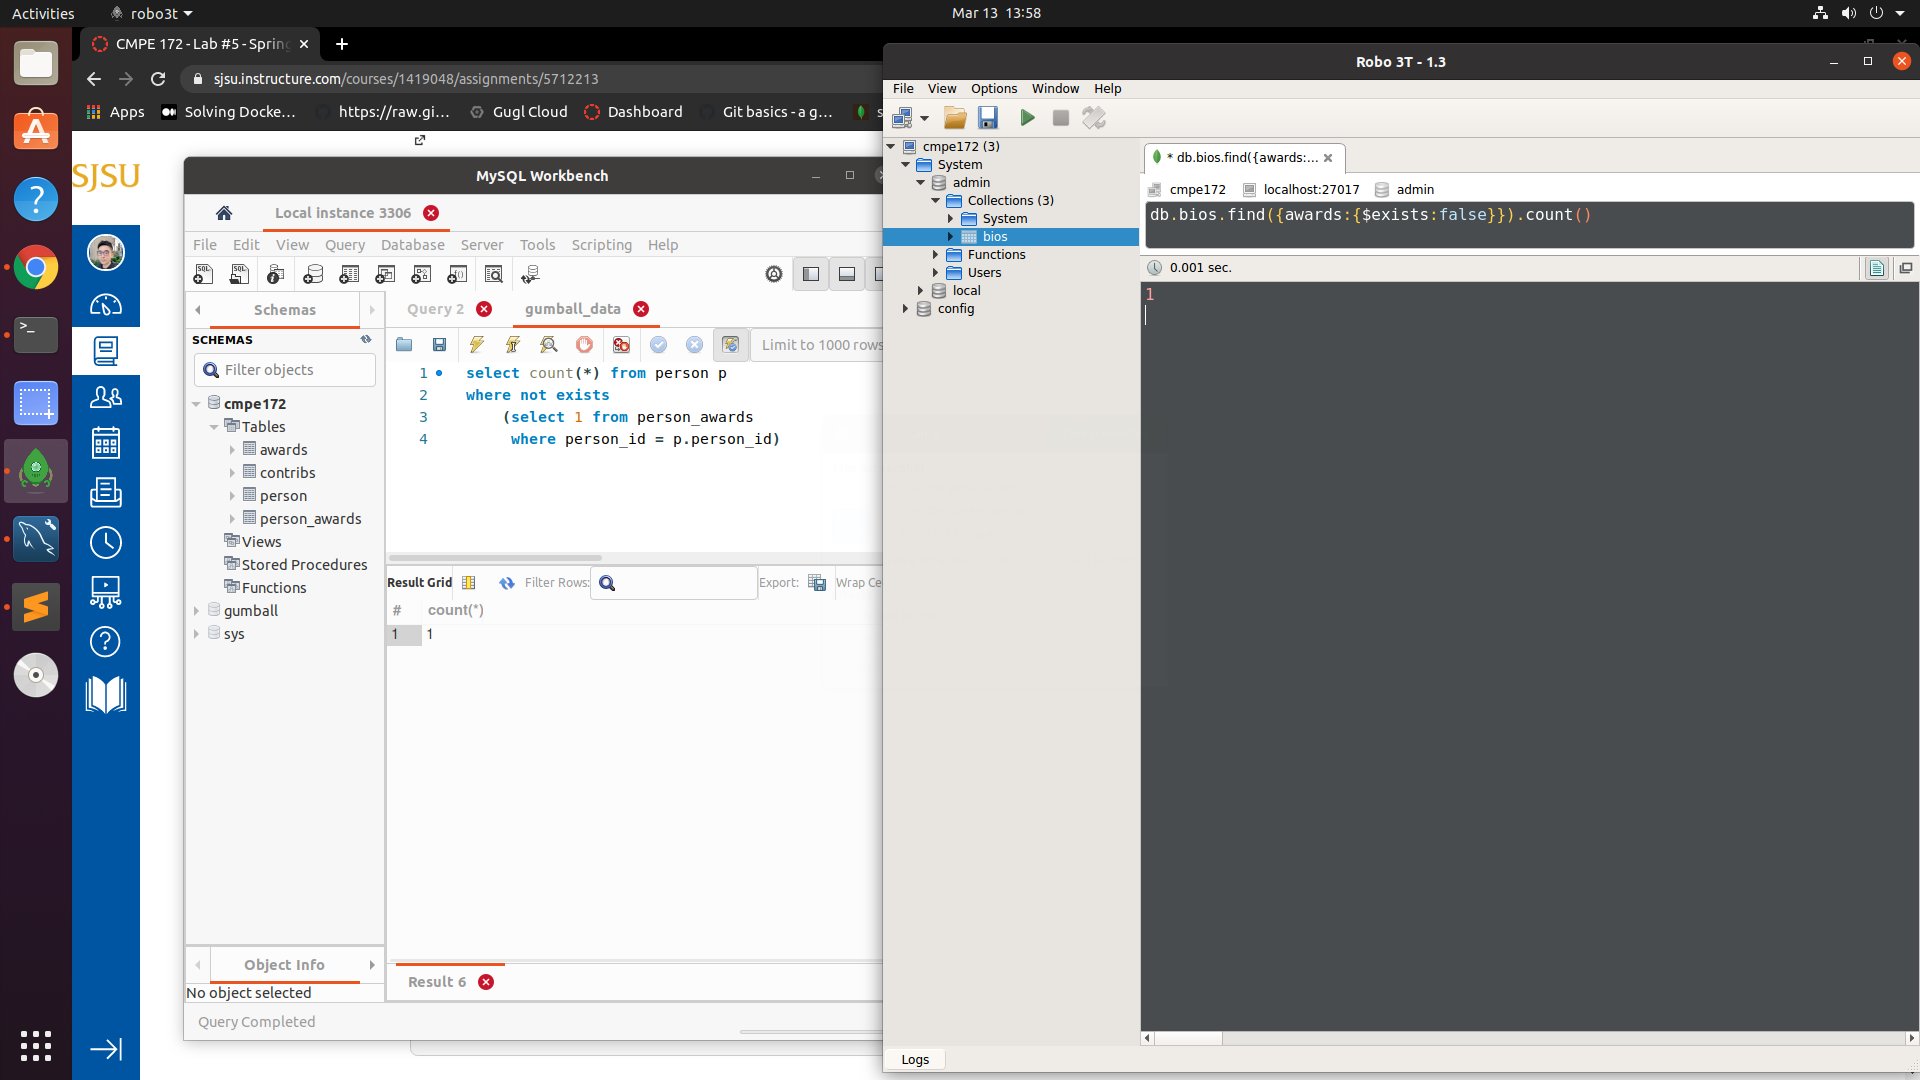 Activities
robo3t
Mar 13 13:58
CMPE 172 - Lab #5 - Spring
sjsu.instructure.com/courses/1419048/assignments/5712213
Apps
Solving Docke...
https://raw.gi...
Gugl Cloud
Dashboard
Git basics - a g...
s
SJSU
MySQL Workbench
Local instance 3306
File Edit View Query Database Server Tools Scripting Help
Schemas
Query 2
gumball_data
SCHEMAS
Filter objects
Limit to 1000 rows
cmpe172
Tables
awards
contribs
person
person_awards
Views
Stored Procedures
Functions
gumball
sys
1 select count(*) from person p
2 where not exists
3 (select 1 from person_awards
4 where person_id = p.person_id)
Result Grid
Filter Rows:
Export:
Wrap Ce
# count(*)
1 1
Object Info
No object selected
Result 6
Query Completed
Robo 3T - 1.3
File View Options Window Help
cmpe172 (3)
System
admin
Collections (3)
System
bios
Functions
Users
local
config
* db.bios.find({awards:...
cmpe172
localhost:27017
admin
db.bios.find({awards:{$exists:false}}).count()
0.001 sec.
1
Logs